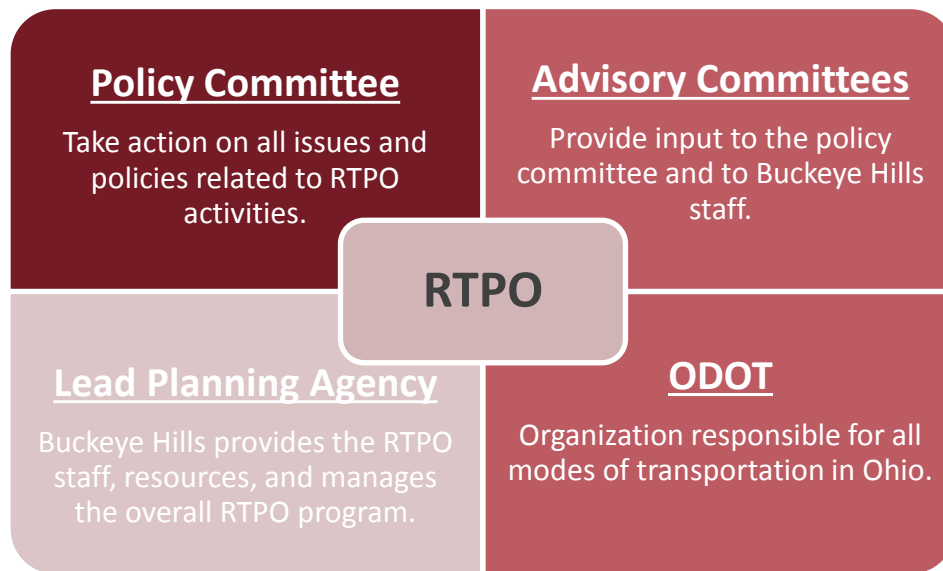 Policy Committee
Take action on all issues and
policies related to RTPO
activities.
Advisory Committees
Provide input to the policy
committee and to Buckeye Hills
staff.
RTPO
Lead Planning Agency
Buckeye Hills provides the RTPO
staff, resources, and manages
the overall RTPO program.
ODOT
Organization responsible for all
modes of transportation in Ohio.